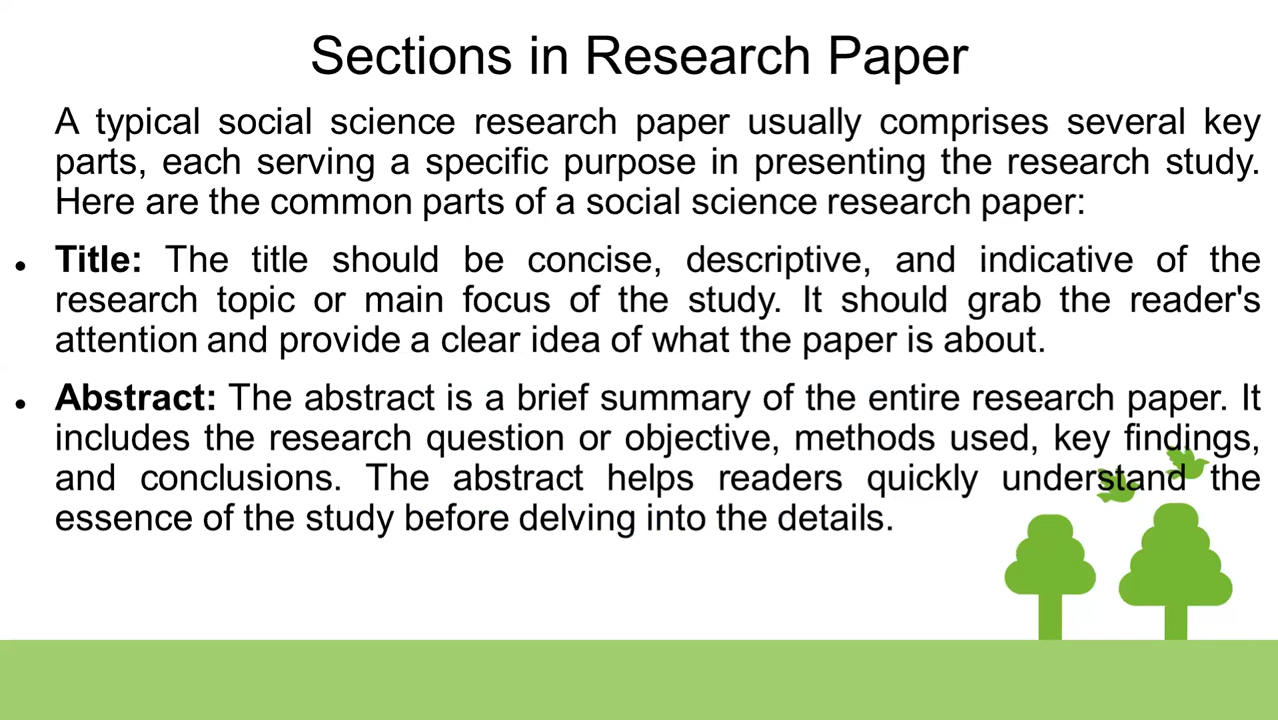 Sections in Research Paper
A typical social science research paper usually comprises several key
parts, each serving a specific purpose in presenting the research study.
Here are the common parts of a social science research paper:
● Title: The title should be concise, descriptive, and indicative of the
research topic or main focus of the study. It should grab the reader's
attention and provide a clear idea of what the paper is about.
● Abstract: The abstract is a brief summary of the entire research paper. It
includes the research question or objective, methods used, key findings,
and conclusions. The abstract helps readers quickly understand the
essence of the study before delving into the details.